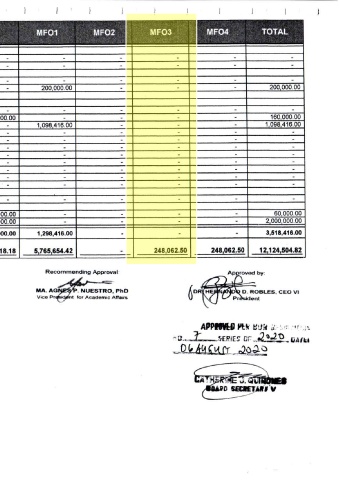 MFO1 MFO2 MFO3 MFO4 TOTAL
- - - - -
- - - - -
- - - - -
200,000.00 - - - 200,000.00
- - - - -
00.00 - - - - 160,000.00
1,098,416.00 - - - 1,098,416.00
- - - - -
- - - - -
- - - - -
- - - - -
- - - - -
- - - - -
- - - - -
- - - - -
- - - - -
00.00 - - - - 60,000.00
00.00 - - - - 2,000,000.00
00.00 1,298,416.00 - - - 3,518,416.00
18.18 5,765,654.42 - 248,062.50 248,062.50 12,124,504.82
Recommending Approval Approved by:
MA. AGNES P. NUESTRO, PhD DR. HERNANDO D. ROBLES, CEO VI
Vice President for Academic Affairs President
APPROVED PER BOR
7 SERIES OF 2020 DATED
06 AUGUST 2020
CATHERINE J. QUIRONES
BOARD SECRETARY V